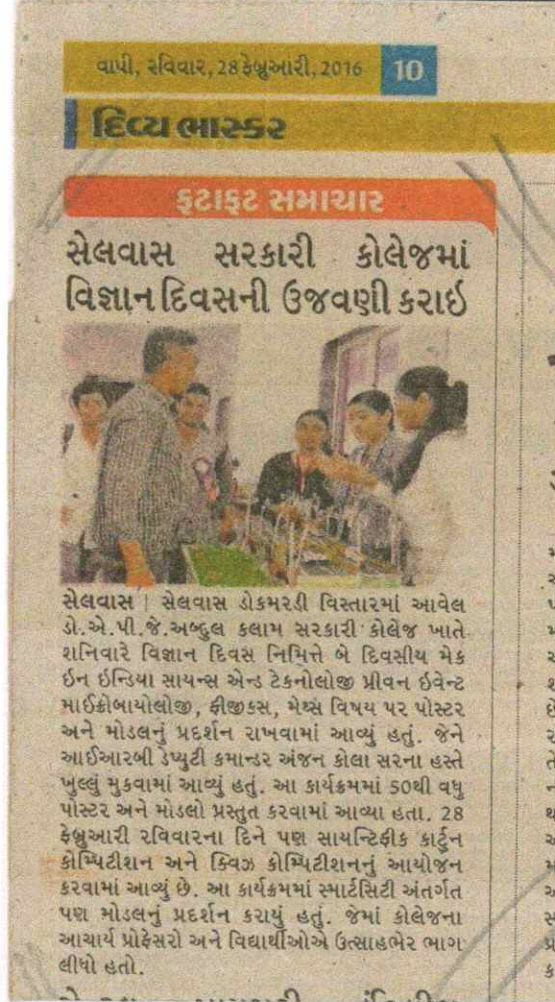 વાપી, રવિવાર, 28 ફેબ્રુઆરી, 2016 10
દિવ્ય ભાસ્કર
ફટાફટ સમાચાર
સેલવાસ સરકારી કોલેજમાં
વિજ્ઞાન દિવસની ઉજવણી કરાઇ
સેલવાસ | સેલવાસ ડોકમરડી વિસ્તારમાં આવેલ
ડો.એ.પી.જે.અબ્દુલ કલામ સરકારી કોલેજ ખાતે
શનિવારે વિજ્ઞાન દિવસ નિમિત્તે બે દિવસીય મેક
ઇન ઇન્ડિયા સાયન્સ એન્ડ ટેકનોલોજી પ્રીવન ઇવેન્ટ
માઈક્રોબાયોલોજી, ફીજીકસ, મેથ્સ વિષય પર પોસ્ટર
અને મોડલનું પ્રદર્શન રાખવામાં આવ્યું હતું. જેને
આઈઆરબી ડેપ્યુટી કમાન્ડર અંજન કોલા સરના હસ્તે
ખુલ્લું મુકવામાં આવ્યું હતું. આ કાર્યક્રમમાં 50થી વધુ
પોસ્ટર અને મોડલો પ્રસ્તુત કરવામાં આવ્યા હતા. 28
ફેબ્રુઆરી રવિવારના દિને પણ સાયન્ટિફીક કાર્ટુન
કોમ્પિટીશન અને ક્વિઝ કોમ્પિટીશનનું આયોજન
કરવામાં આવ્યું છે. આ કાર્યક્રમમાં સ્માર્ટસિટી અંતર્ગત
પણ મોડલનું પ્રદર્શન કરાયું હતું. જેમાં કોલેજના
આચાર્ય પ્રોફેસરો અને વિદ્યાર્થીઓએ ઉત્સાહભેર ભાગ
લીધો હતો.